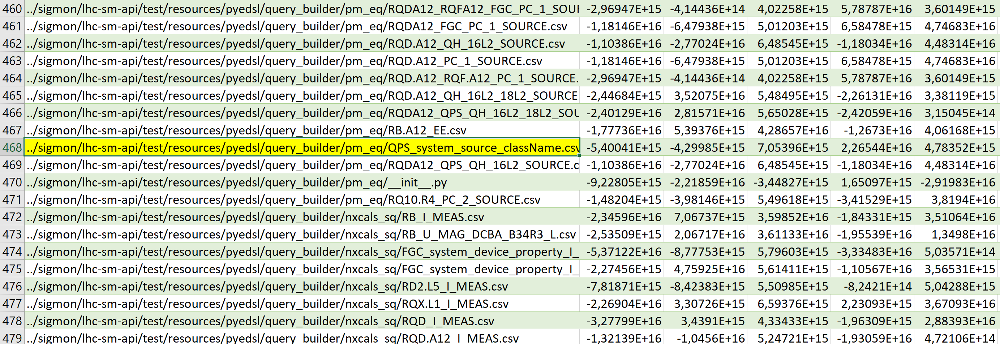 460 ../sigmon/lhc-sm-api/test/resources/pyedsl/query_builder/pm_eq/RQDA12_RQFA12_FGC_PC_1_SOUR -2,96947E+15 -4,14436E+14 4,02258E+15 5,78787E+16 3,60149E+15
461 ../sigmon/lhc-sm-api/test/resources/pyedsl/query_builder/pm_eq/RQDA12_FGC_PC_1_SOURCE.csv -1,18146E+16 -6,47938E+15 5,01203E+15 6,58478E+15 4,74683E+16
462 ../sigmon/lhc-sm-api/test/resources/pyedsl/query_builder/pm_eq/RQD.A12_QH_16L2_SOURCE.csv -1,10386E+16 -2,77024E+16 6,48545E+15 -1,18034E+16 4,48314E+16
463 ../sigmon/lhc-sm-api/test/resources/pyedsl/query_builder/pm_eq/RQD.A12_PC_1_SOURCE.csv -1,18146E+16 -6,47938E+15 5,01203E+15 6,58478E+15 4,74683E+16
464 ../sigmon/lhc-sm-api/test/resources/pyedsl/query_builder/pm_eq/RQD.A12_RQF.A12_PC_1_SOURCE. -2,96947E+15 -4,14436E+14 4,02258E+15 5,78787E+16 3,60149E+15
465 ../sigmon/lhc-sm-api/test/resources/pyedsl/query_builder/pm_eq/RQD.A12_QH_16L2_18L2_SOURCE. -2,44684E+15 3,52075E+16 5,48495E+15 -2,26131E+16 3,38119E+15
466 ../sigmon/lhc-sm-api/test/resources/pyedsl/query_builder/pm_eq/RQDA12_QPS_QH_16L2_18L2_SOU -2,40129E+16 2,81571E+16 5,65028E+15 -2,42059E+16 3,15045E+14
467 ../sigmon/lhc-sm-api/test/resources/pyedsl/query_builder/pm_eq/RB.A12_EE.csv -1,77736E+16 5,39376E+15 4,28657E+16 -1,2673E+16 4,06168E+15
468 ../sigmon/lhc-sm-api/test/resources/pyedsl/query_builder/pm_eq/QPS_system_source_className.csv -5,40041E+15 -4,29985E+15 7,05396E+15 2,26544E+16 4,78352E+15
469 ../sigmon/lhc-sm-api/test/resources/pyedsl/query_builder/pm_eq/RQDA12_QPS_QH_16L2_SOURCE.c -1,10386E+16 -2,77024E+16 6,48545E+15 -1,18034E+16 4,48314E+16
470 ../sigmon/lhc-sm-api/test/resources/pyedsl/query_builder/pm_eq/__init__.py -9,22805E+15 -2,21859E+16 -3,44827E+15 1,65097E+15 -2,91983E+16
471 ../sigmon/lhc-sm-api/test/resources/pyedsl/query_builder/pm_eq/RQ10.R4_PC_2_SOURCE.csv -1,48204E+15 -3,98146E+15 5,49618E+15 -3,41529E+15 3,8194E+16
472 ../sigmon/lhc-sm-api/test/resources/pyedsl/query_builder/nxcals_sq/RB_I_MEAS.csv -2,34596E+16 7,06737E+15 3,59852E+16 -1,84331E+15 3,51064E+16
473 ../sigmon/lhc-sm-api/test/resources/pyedsl/query_builder/nxcals_sq/RB_U_MAG_DCBA_B34R3_L.csv -2,53509E+15 2,06717E+16 3,61133E+16 -1,95539E+16 1,3498E+16
474 ../sigmon/lhc-sm-api/test/resources/pyedsl/query_builder/nxcals_sq/FGC_system_device_property_I_ -5,37122E+16 -8,77753E+15 5,79603E+15 -3,33483E+16 5,03571E+14
475 ../sigmon/lhc-sm-api/test/resources/pyedsl/query_builder/nxcals_sq/FGC_system_device_property_I_ -2,27456E+15 4,75925E+16 5,61411E+15 -1,10567E+16 3,56531E+15
476 ../sigmon/lhc-sm-api/test/resources/pyedsl/query_builder/nxcals_sq/RD2.L5_I_MEAS.csv -7,81871E+15 -8,42383E+15 5,50985E+15 -8,2421E+14 5,04288E+15
477 ../sigmon/lhc-sm-api/test/resources/pyedsl/query_builder/nxcals_sq/RQX.L1_I_MEAS.csv -2,26904E+16 3,30726E+15 6,59376E+15 2,23093E+15 3,67093E+16
478 ../sigmon/lhc-sm-api/test/resources/pyedsl/query_builder/nxcals_sq/RQD_I_MEAS.csv -3,27799E+16 3,4391E+15 4,33433E+15 -1,96309E+15 2,88393E+16
479 ../sigmon/lhc-sm-api/test/resources/pyedsl/query_builder/nxcals_sq/RQD.A12_I_MEAS.csv -1,32139E+16 -1,0456E+14 5,24721E+15 -1,93059E+16 4,72106E+14